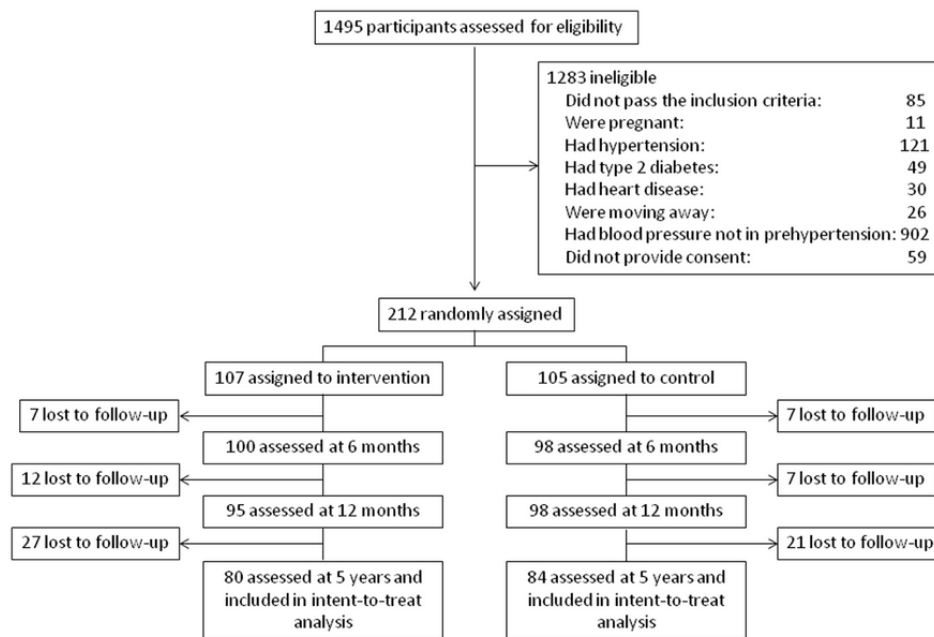 1495 participants assessed for eligibility
1283 ineligible
Did not pass the inclusion criteria: 85
Were pregnant: 11
Had hypertension: 121
Had type 2 diabetes: 49
Had heart disease: 30
Were moving away: 26
Had blood pressure not in prehypertension: 902
Did not provide consent: 59
212 randomly assigned
107 assigned to intervention
105 assigned to control
7 lost to follow-up
7 lost to follow-up
100 assessed at 6 months
98 assessed at 6 months
12 lost to follow-up
7 lost to follow-up
95 assessed at 12 months
98 assessed at 12 months
27 lost to follow-up
21 lost to follow-up
80 assessed at 5 years and
included in intent-to-treat
analysis
84 assessed at 5 years and
included in intent-to-treat
analysis